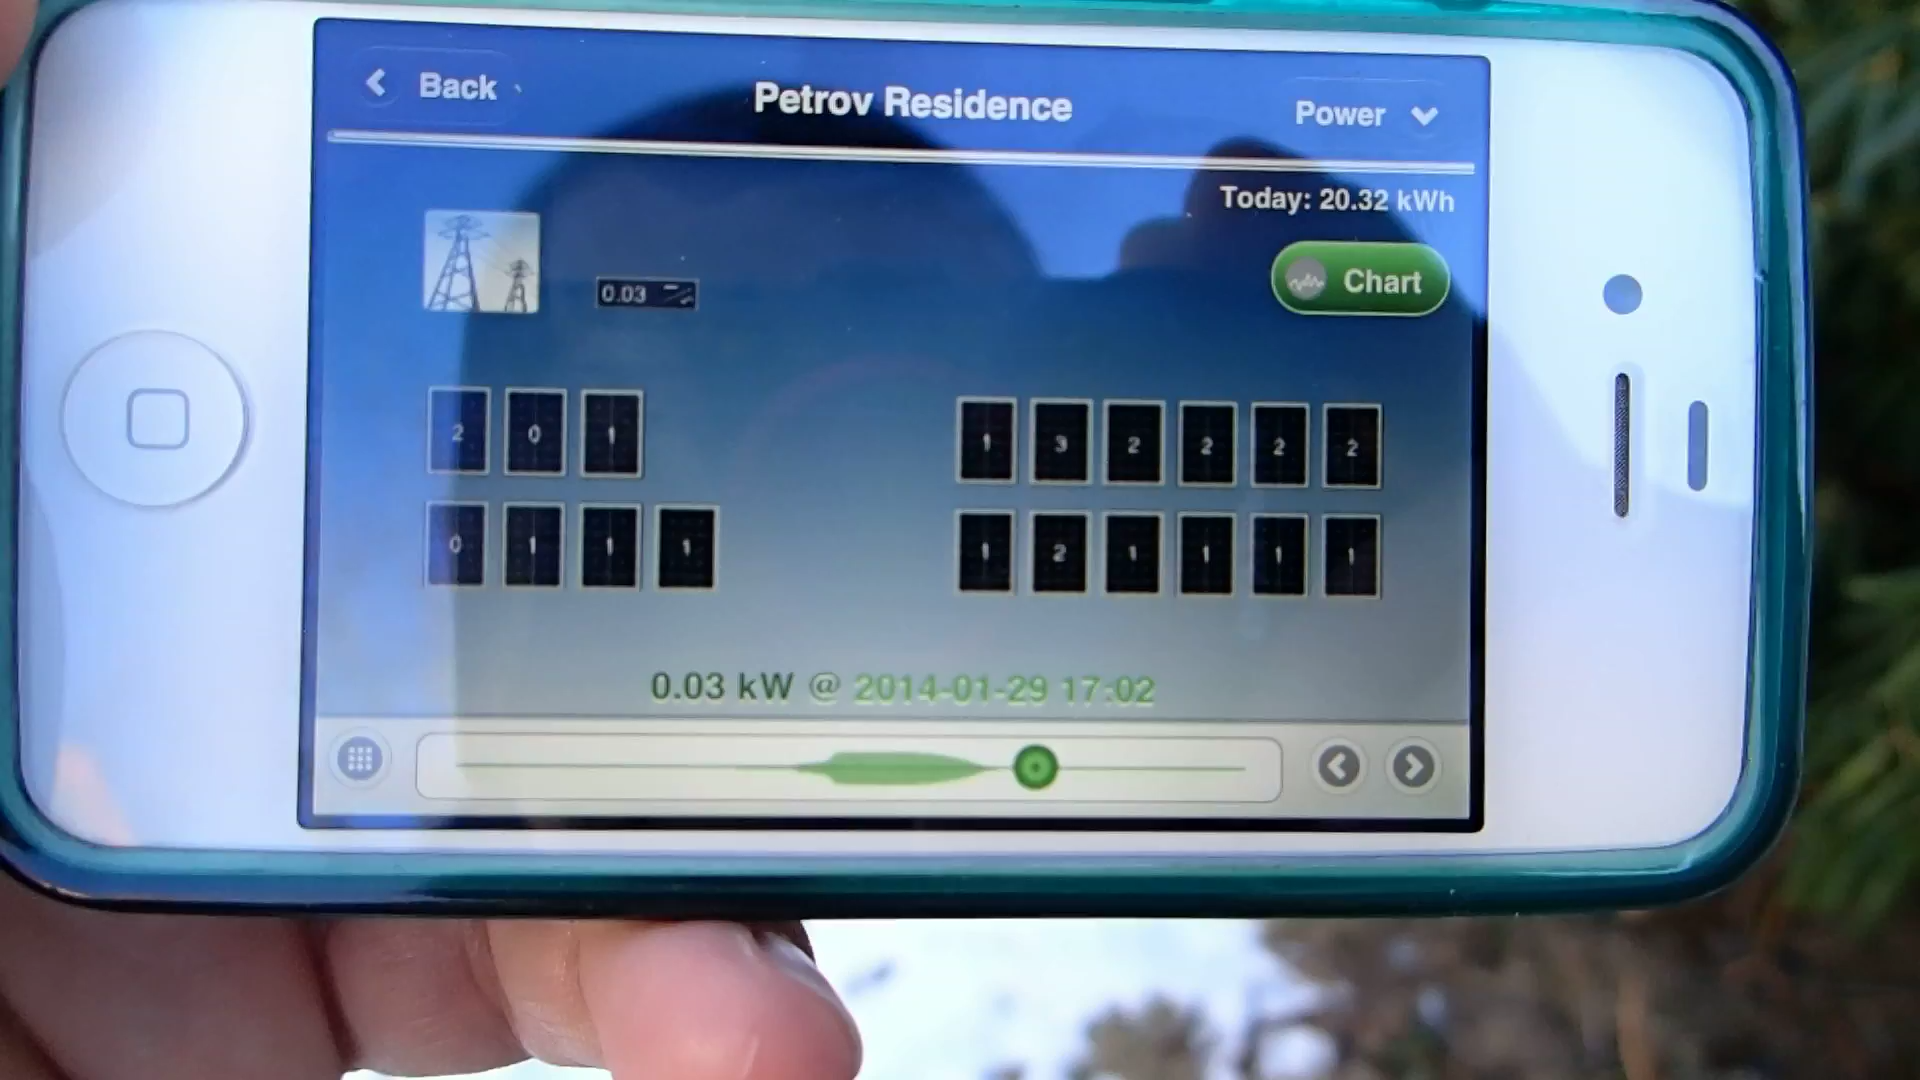 Back
Petrov Residence
Power
Today: 20.32 kWh
0.03
Chart
2 0 1
1 3 2 2 2 2
0 1 1 1
1 2 1 1 1 1
0.03 kW @ 2014-01-29 17:02